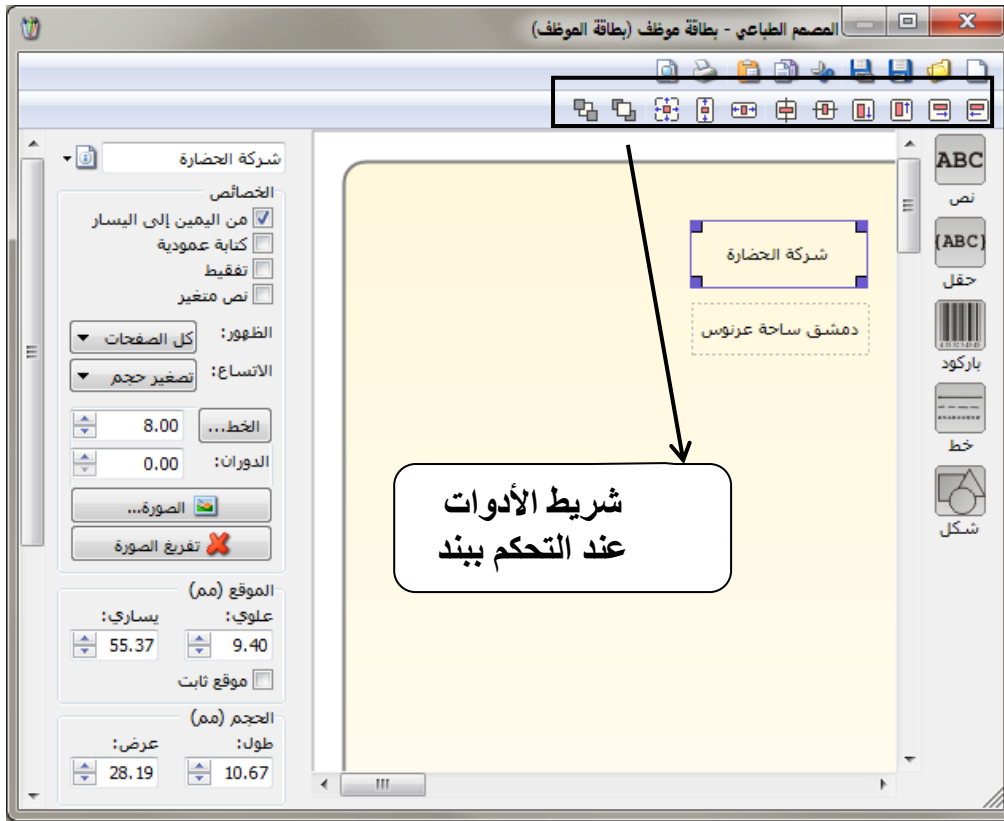 المصمم الطباعي - بطاقة موظف (بطاقة الموظف)
ABC
نص
{ABC}
حقل
باركود
خط
شكل
شركة الحضارة
دمشق ساحة عرنوس
شريط الأدوات
عند التحكم ببند
شركة الحضارة
الخصائص
من اليمين إلى اليسار
كتابة عمودية
تفقيط
نص متغير
الظهور: كل الصفحات
الاتساع: تصغير حجم
الخط... 8.00
الدوران: 0.00
الصورة...
تفريغ الصورة
الموقع (مم)
علوي: يساري:
9.40 55.37
موقع ثابت
الحجم (مم)
طول: عرض:
10.67 28.19